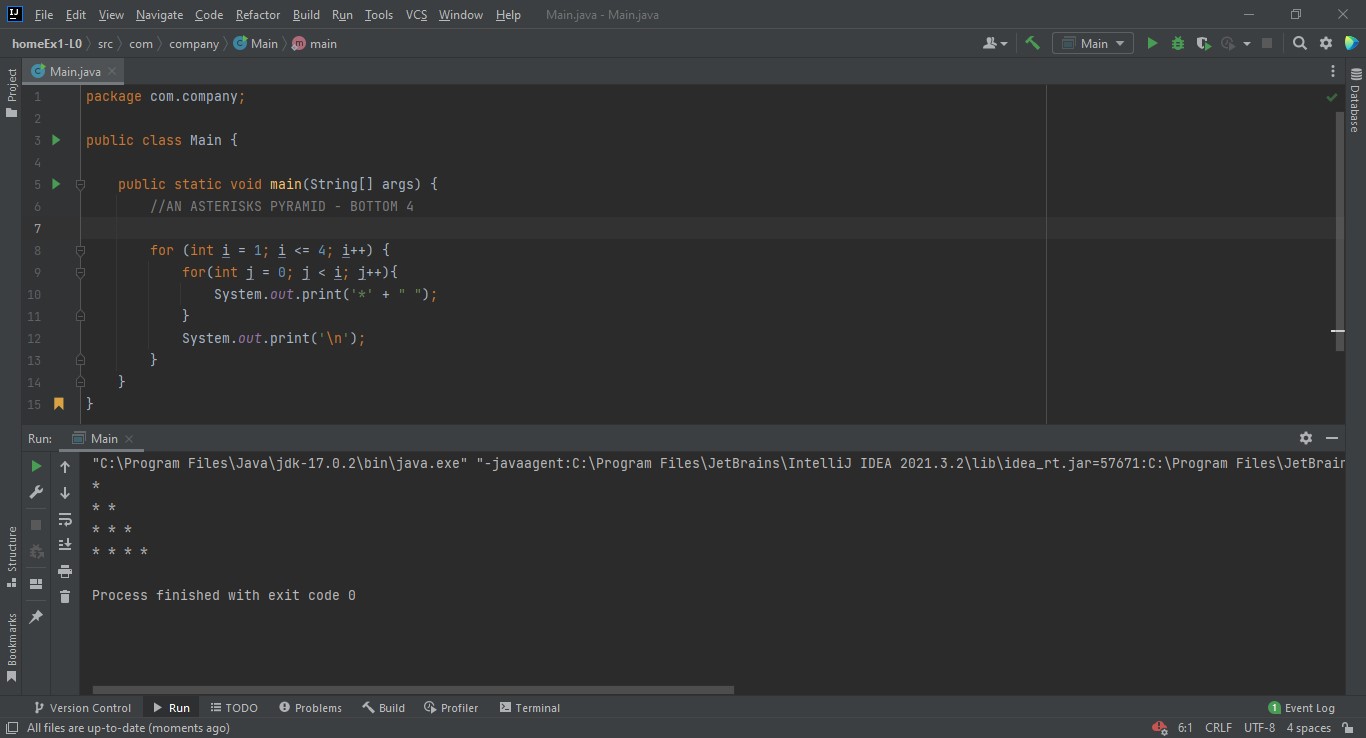 File Edit View Navigate Code Refactor Build Run Tools VCS Window Help Main.java - Main.java
homeEx1-L0 src com company Main main
Main
Project
Main.java
Database
1 package com.company;
2
3 public class Main {
4
5 public static void main(String[] args) {
6 //AN ASTERISKS PYRAMID - BOTTOM 4
7
8 for (int i = 1; i <= 4; i++) {
9 for(int j = 0; j < i; j++){
10 System.out.print('*' + " ");
11 }
12 System.out.print('\n');
13 }
14 }
15 }
Run: Main
"C:\Program Files\Java\jdk-17.0.2\bin\java.exe" "-javaagent:C:\Program Files\JetBrains\IntelliJ IDEA 2021.3.2\lib\idea_rt.jar=57671:C:\Program Files\JetBrain
*
* *
* * *
* * * *
Process finished with exit code 0
Structure
Bookmarks
Version Control Run TODO Problems Build Profiler Terminal 1 Event Log
All files are up-to-date (moments ago) 6:1 CRLF UTF-8 4 spaces